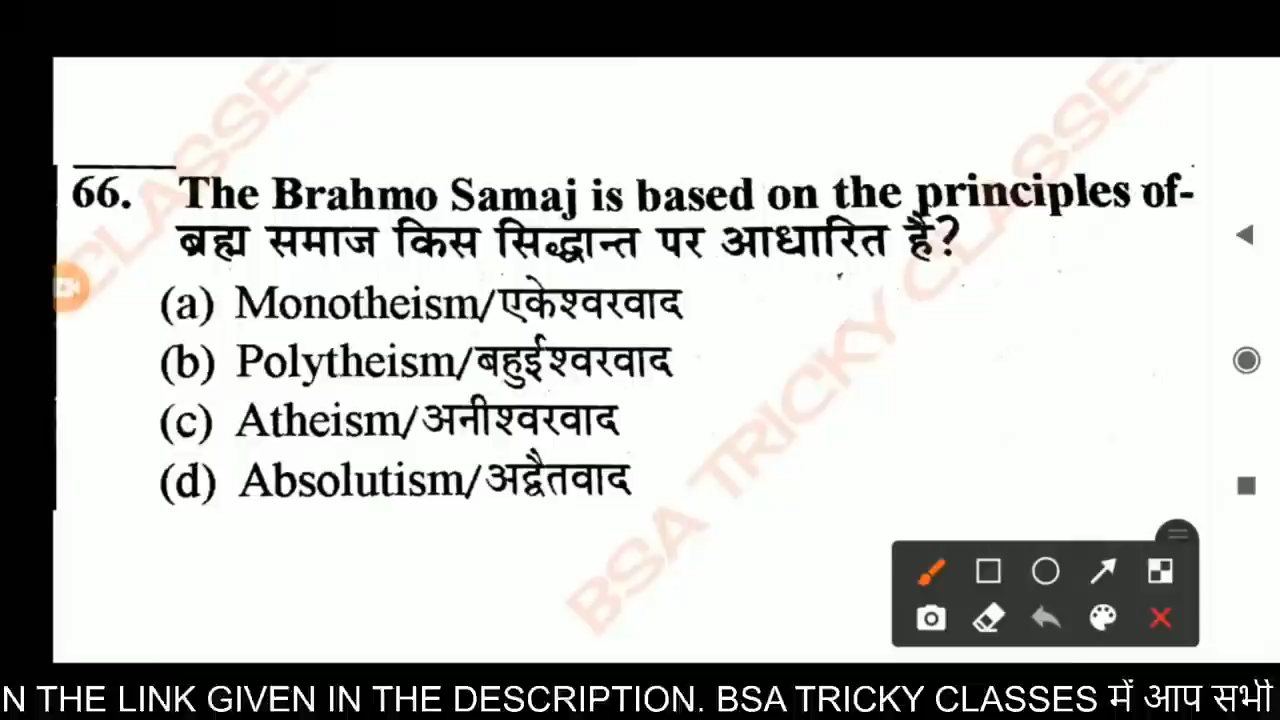 66. The Brahmo Samaj is based on the principles of-
ब्रह्म समाज किस सिद्धान्त पर आधारित है?
(a) Monotheism/एकेश्वरवाद
(b) Polytheism/बहुईश्वरवाद
(c) Atheism/अनीश्वरवाद
(d) Absolutism/अद्वैतवाद
CLASSES
BSA TRICKY CLASSES
N THE LINK GIVEN IN THE DESCRIPTION. BSA TRICKY CLASSES में आप सभी